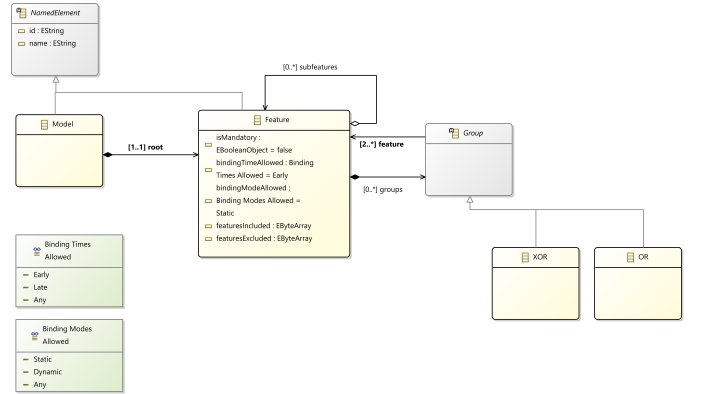 NamedElement
id : EString
name : EString
[0..*] subfeatures
Model
Feature
Group
[1..1] root
isMandatory :
EBooleanObject = false
bindingTimeAllowed : Binding
Times Allowed = Early
bindingModeAllowed :
Binding Modes Allowed =
Static
featuresIncluded : EByteArray
featuresExcluded : EByteArray
[2..*] feature
[0..*] groups
XOR
OR
Binding Times
Allowed
Early
Late
Any
Binding Modes
Allowed
Static
Dynamic
Any